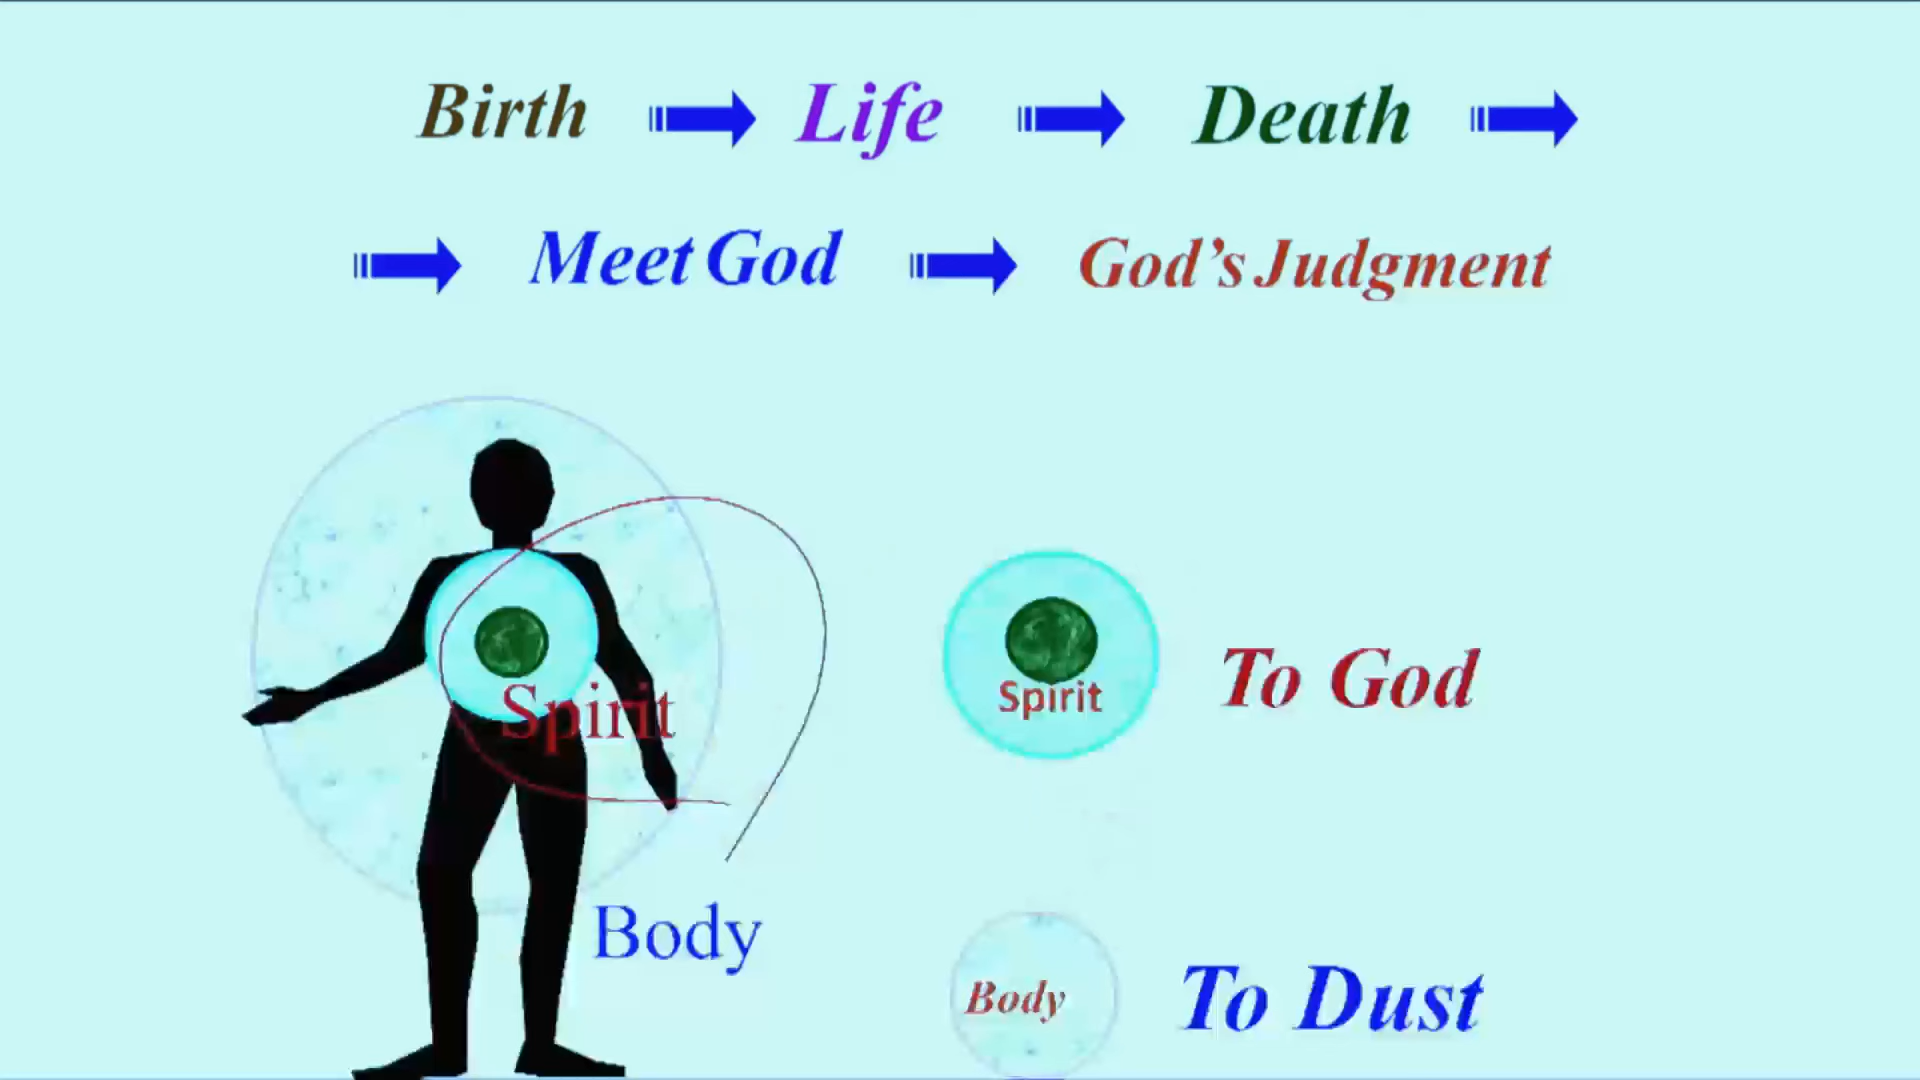 Birth Life Death
Meet God God's Judgment
Spirit
Spirit
To God
Body
Body
To Dust